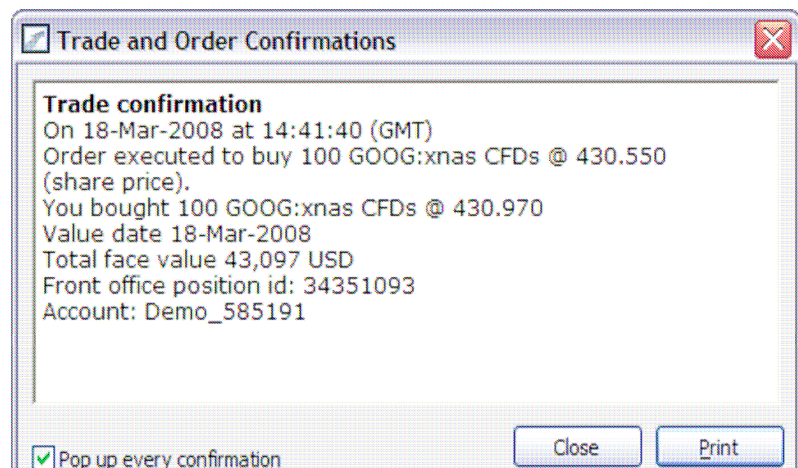 Trade and Order Confirmations
Trade confirmation
On 18-Mar-2008 at 14:41:40 (GMT)
Order executed to buy 100 GOOG:xnas CFDs @ 430.550
(share price).
You bought 100 GOOG:xnas CFDs @ 430.970
Value date 18-Mar-2008
Total face value 43,097 USD
Front office position id: 34351093
Account: Demo_585191
Close Print
Pop up every confirmation